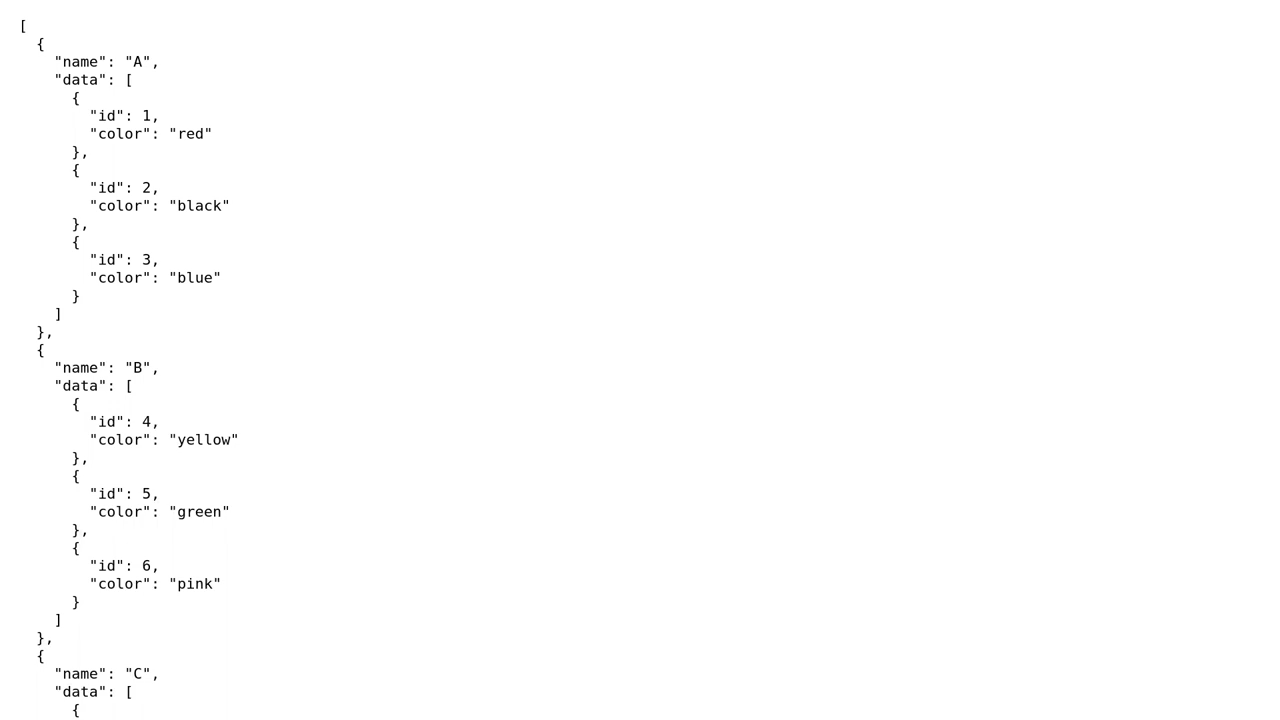 [
  {
    "name": "A",
    "data": [
      {
        "id": 1,
        "color": "red"
      },
      {
        "id": 2,
        "color": "black"
      },
      {
        "id": 3,
        "color": "blue"
      }
    ]
  },
  {
    "name": "B",
    "data": [
      {
        "id": 4,
        "color": "yellow"
      },
      {
        "id": 5,
        "color": "green"
      },
      {
        "id": 6,
        "color": "pink"
      }
    ]
  },
  {
    "name": "C",
    "data": [
      {